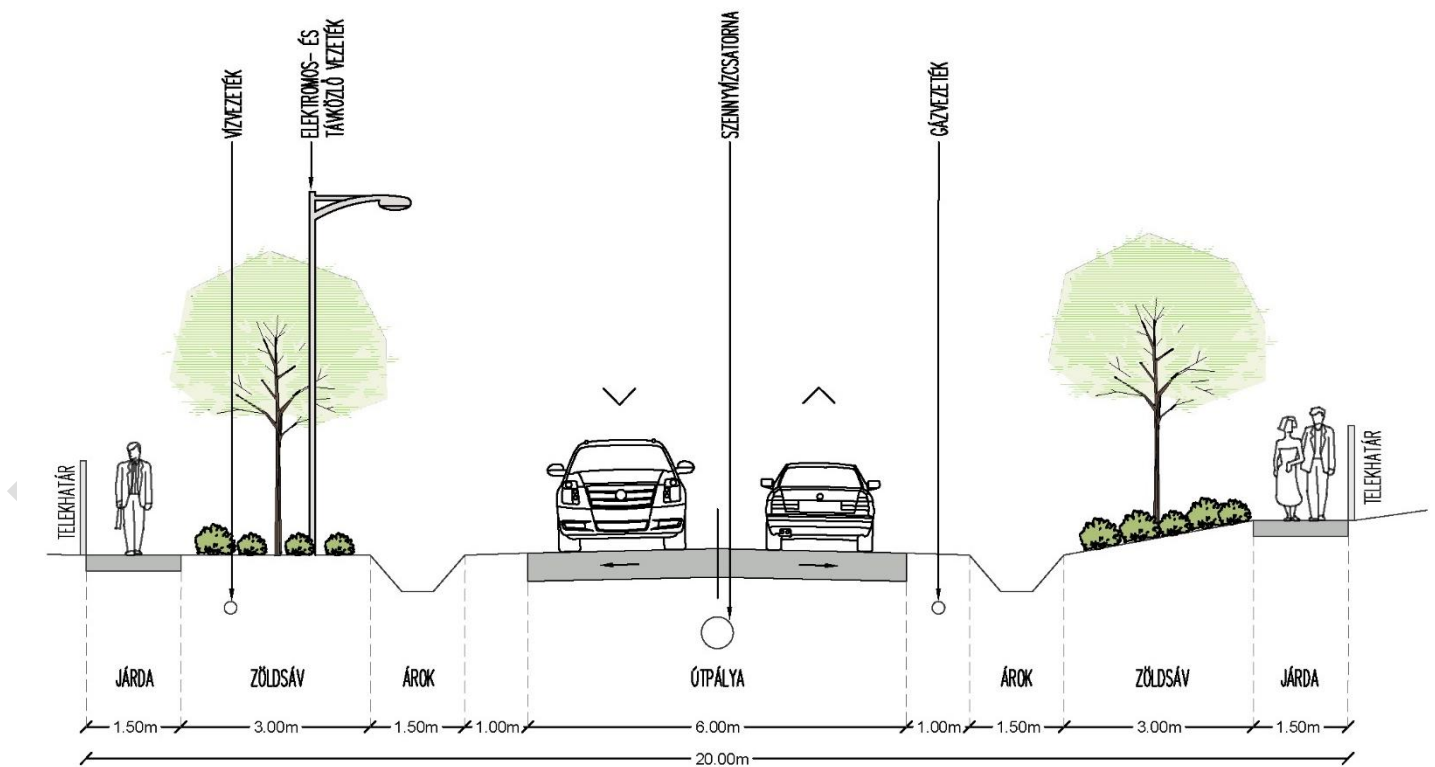 VÍZVEZETÉK
ELEKTROMOS- ÉS
TÁVKÖZLŐ VEZETÉK
SZENNYVÍZCSATORNA
GÁZVEZETÉK
TELEKHATÁR
TELEKHATÁR
JÁRDA
ZÖLDSÁV
ÁROK
ÚTPÁLYA
ÁROK
ZÖLDSÁV
JÁRDA
1.50m
3.00m
1.50m
1.00m
6.00m
1.00m
1.50m
3.00m
1.50m
20.00m